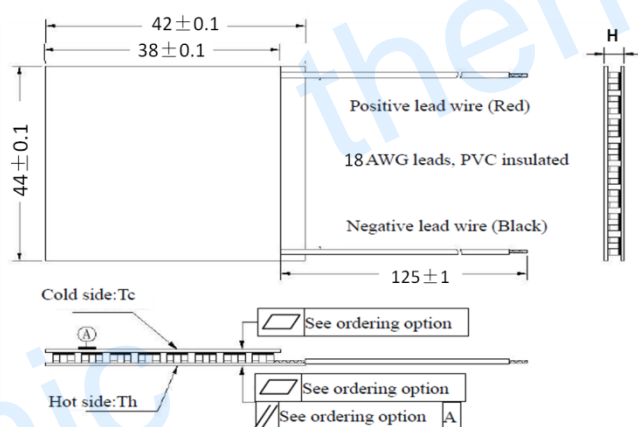 42±0.1
38±0.1
H
44±0.1
Positive lead wire (Red)
18 AWG leads, PVC insulated
Negative lead wire (Black)
125±1
Cold side:Tc
A
See ordering option
Hot side:Th
See ordering option
See ordering option A